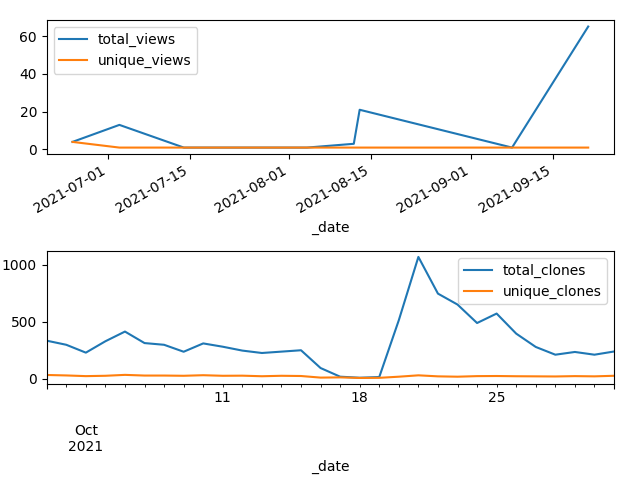 60
40
20
0
total_views
unique_views
2021-07-01
2021-07-15
2021-08-01
2021-08-15
2021-09-01
2021-09-15
_date
1000
500
0
total_clones
unique_clones
11
18
25
Oct
2021
_date